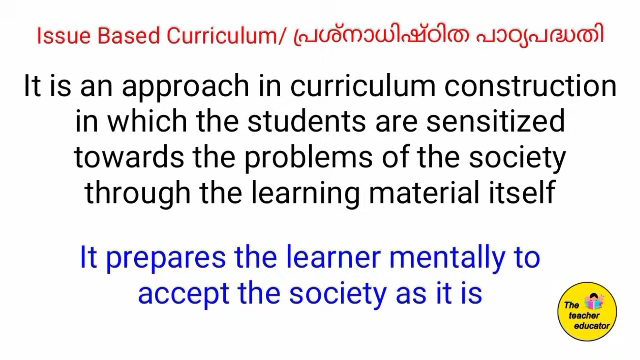 Issue Based Curriculum/ പ്രശ്നാധിഷ്ഠിത പാഠ്യപദ്ധതി
It is an approach in curriculum construction
in which the students are sensitized
towards the problems of the society
through the learning material itself
It prepares the learner mentally to
accept the society as it is
The
teacher
educator